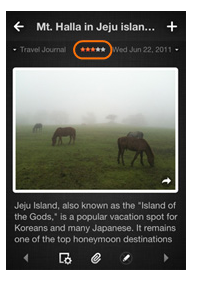 Mt. Halla in Jeju islan...
Travel Journal
Wed Jun 22, 2011
Jeju Island, also known as the "Island of
the Gods," is a popular vacation spot for
Koreans and many Japanese. It remains
one of the top honeymoon destinations